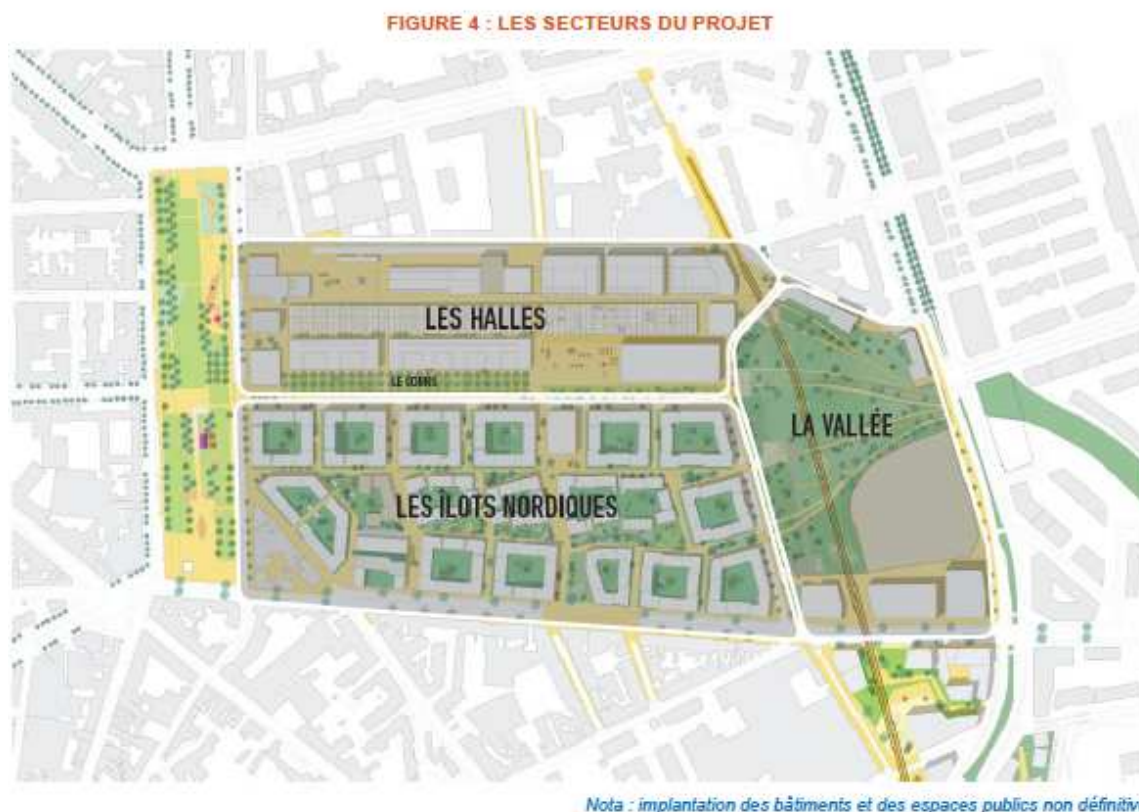 FIGURE 4 : LES SECTEURS DU PROJET
LES HALLES
LE COURS
LA VALLÉE
LES ÎLOTS NORDIQUES
Nota : implantation des bâtiments et des espaces publics non définitiv